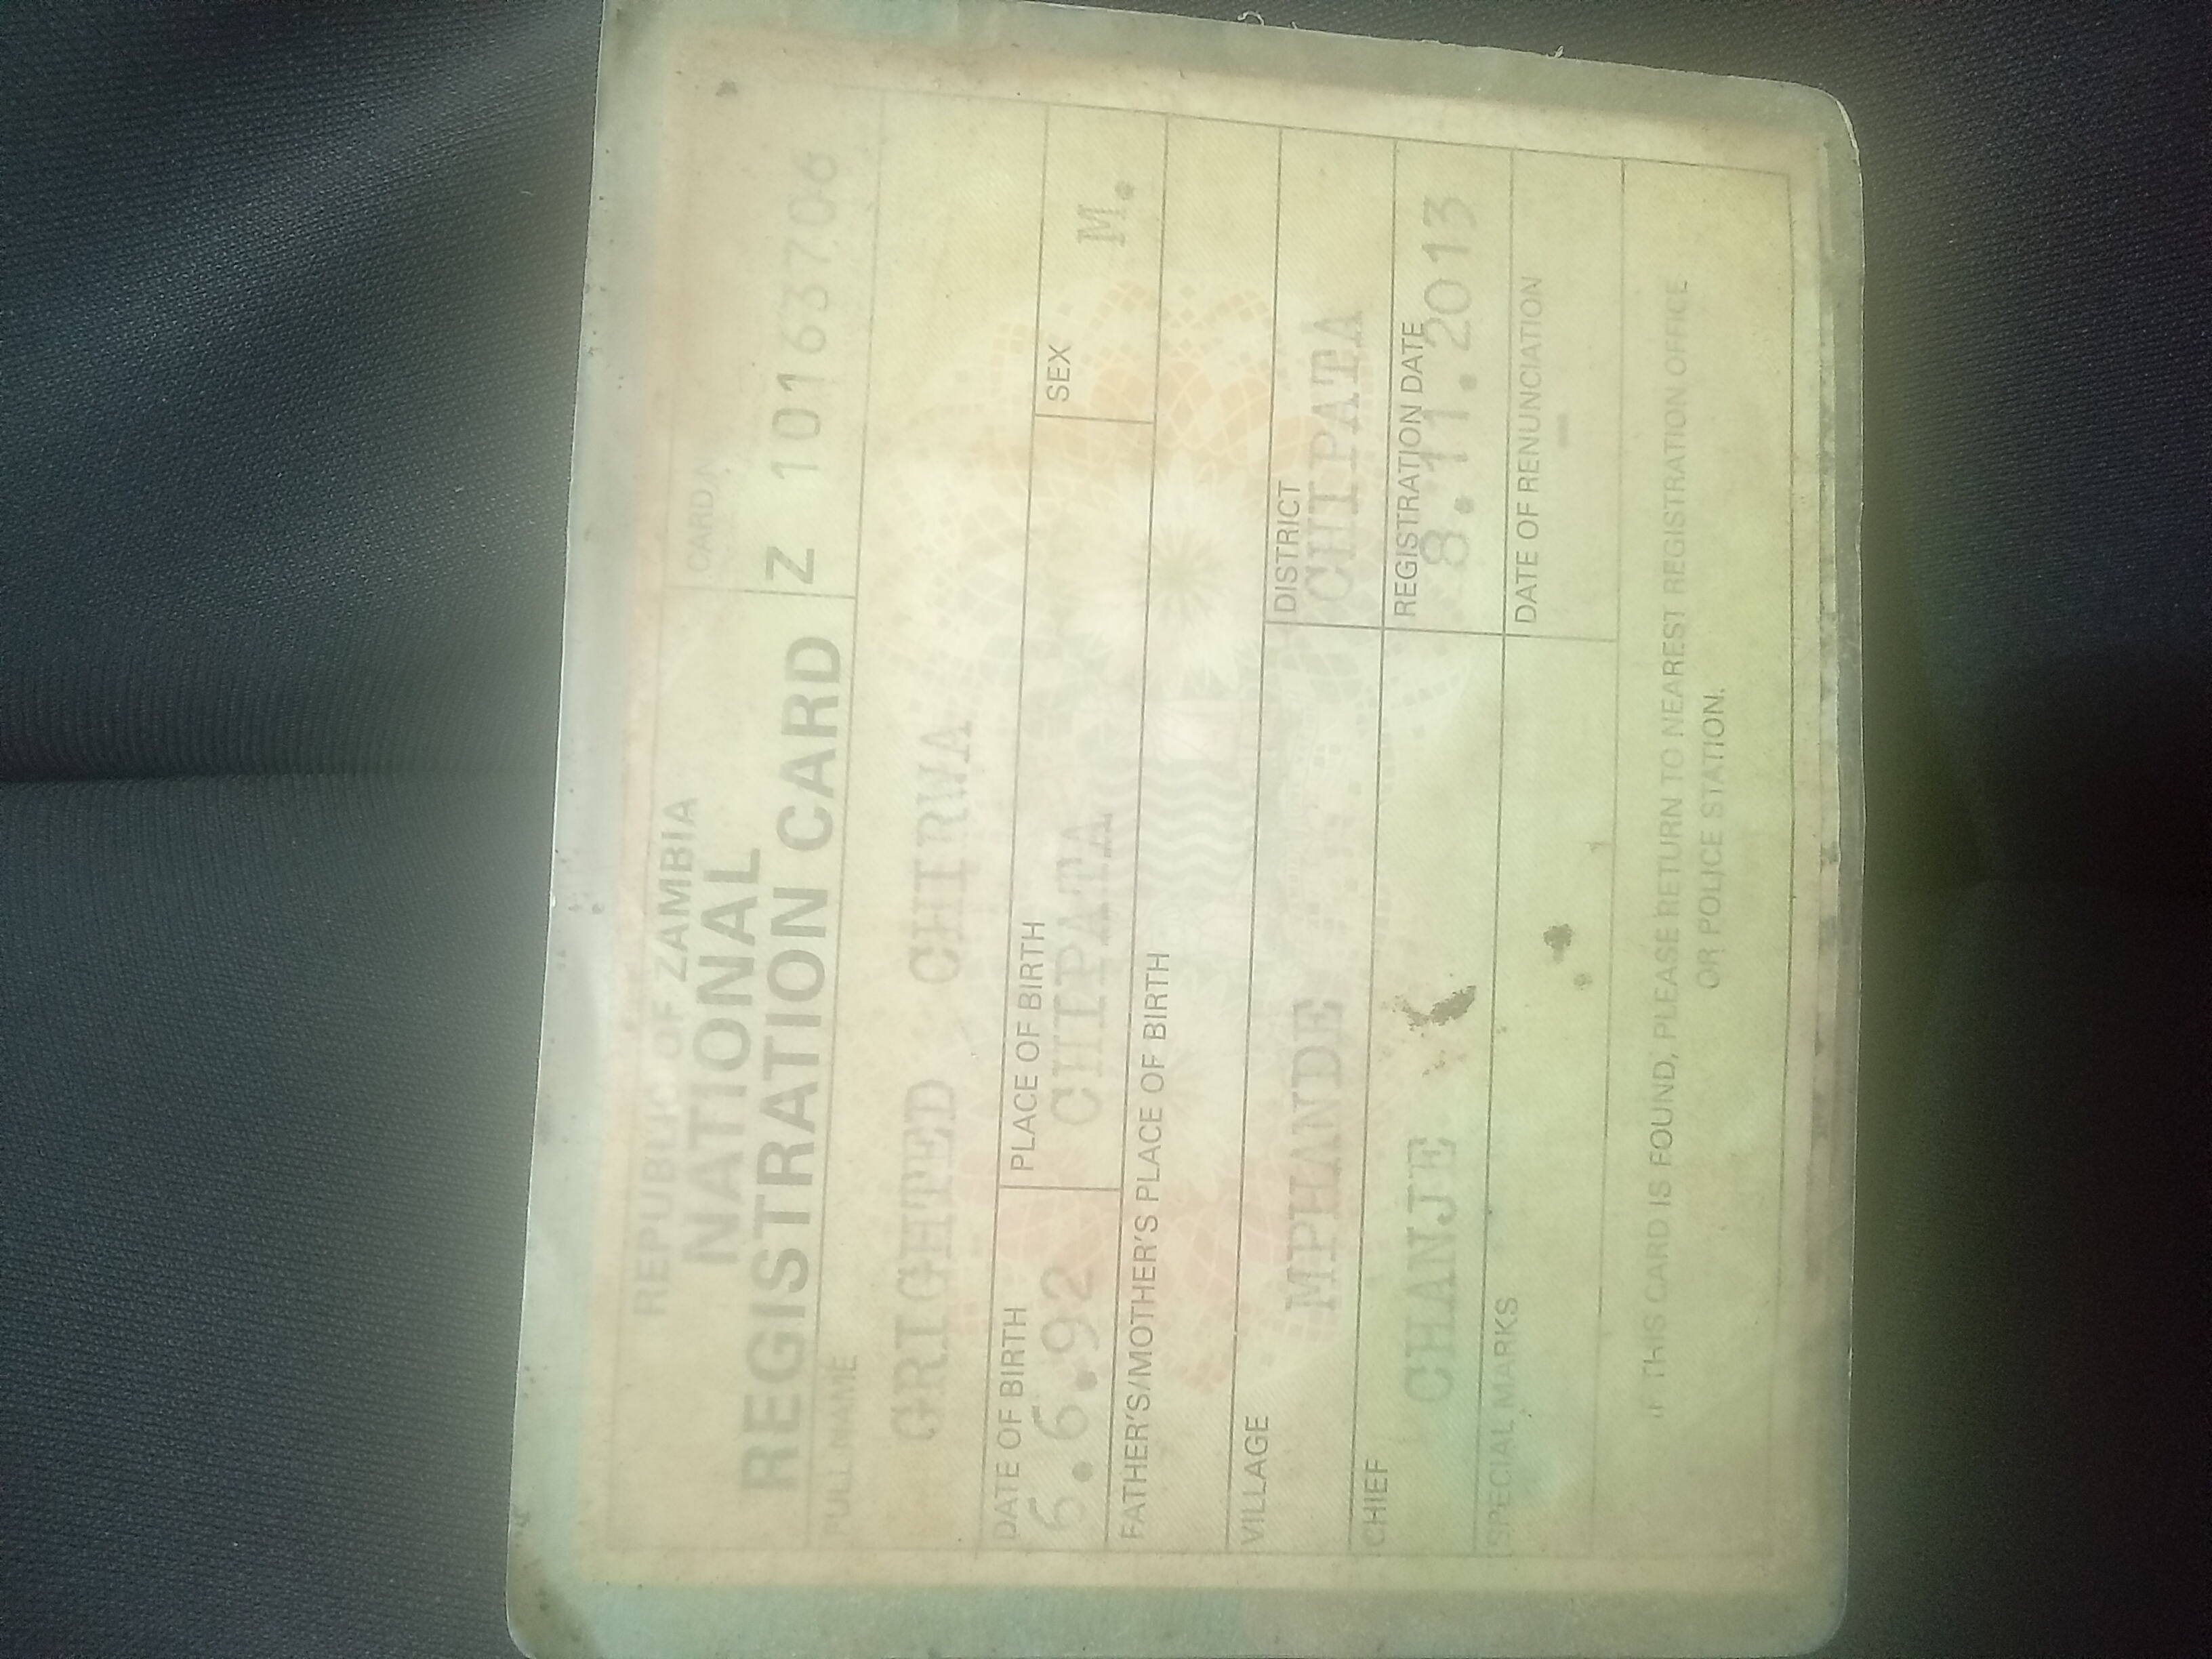 REPUBLIC OF ZAMBIA
NATIONAL
REGISTRATION CARD
CARD N
Z 10163706
FULL NAME
GRIGHTED CHIRWA
DATE OF BIRTH
6.6.92
PLACE OF BIRTH
CHIPATA
SEX
M.
FATHER'S/MOTHER'S PLACE OF BIRTH
VILLAGE
MPHANDE
DISTRICT
CHIPATA
CHIEF
CHANJE
REGISTRATION DATE
8.11.2013
SPECIAL MARKS
DATE OF RENUNCIATION
—
IF THIS CARD IS FOUND, PLEASE RETURN TO NEAREST REGISTRATION OFFICE
OR POLICE STATION.